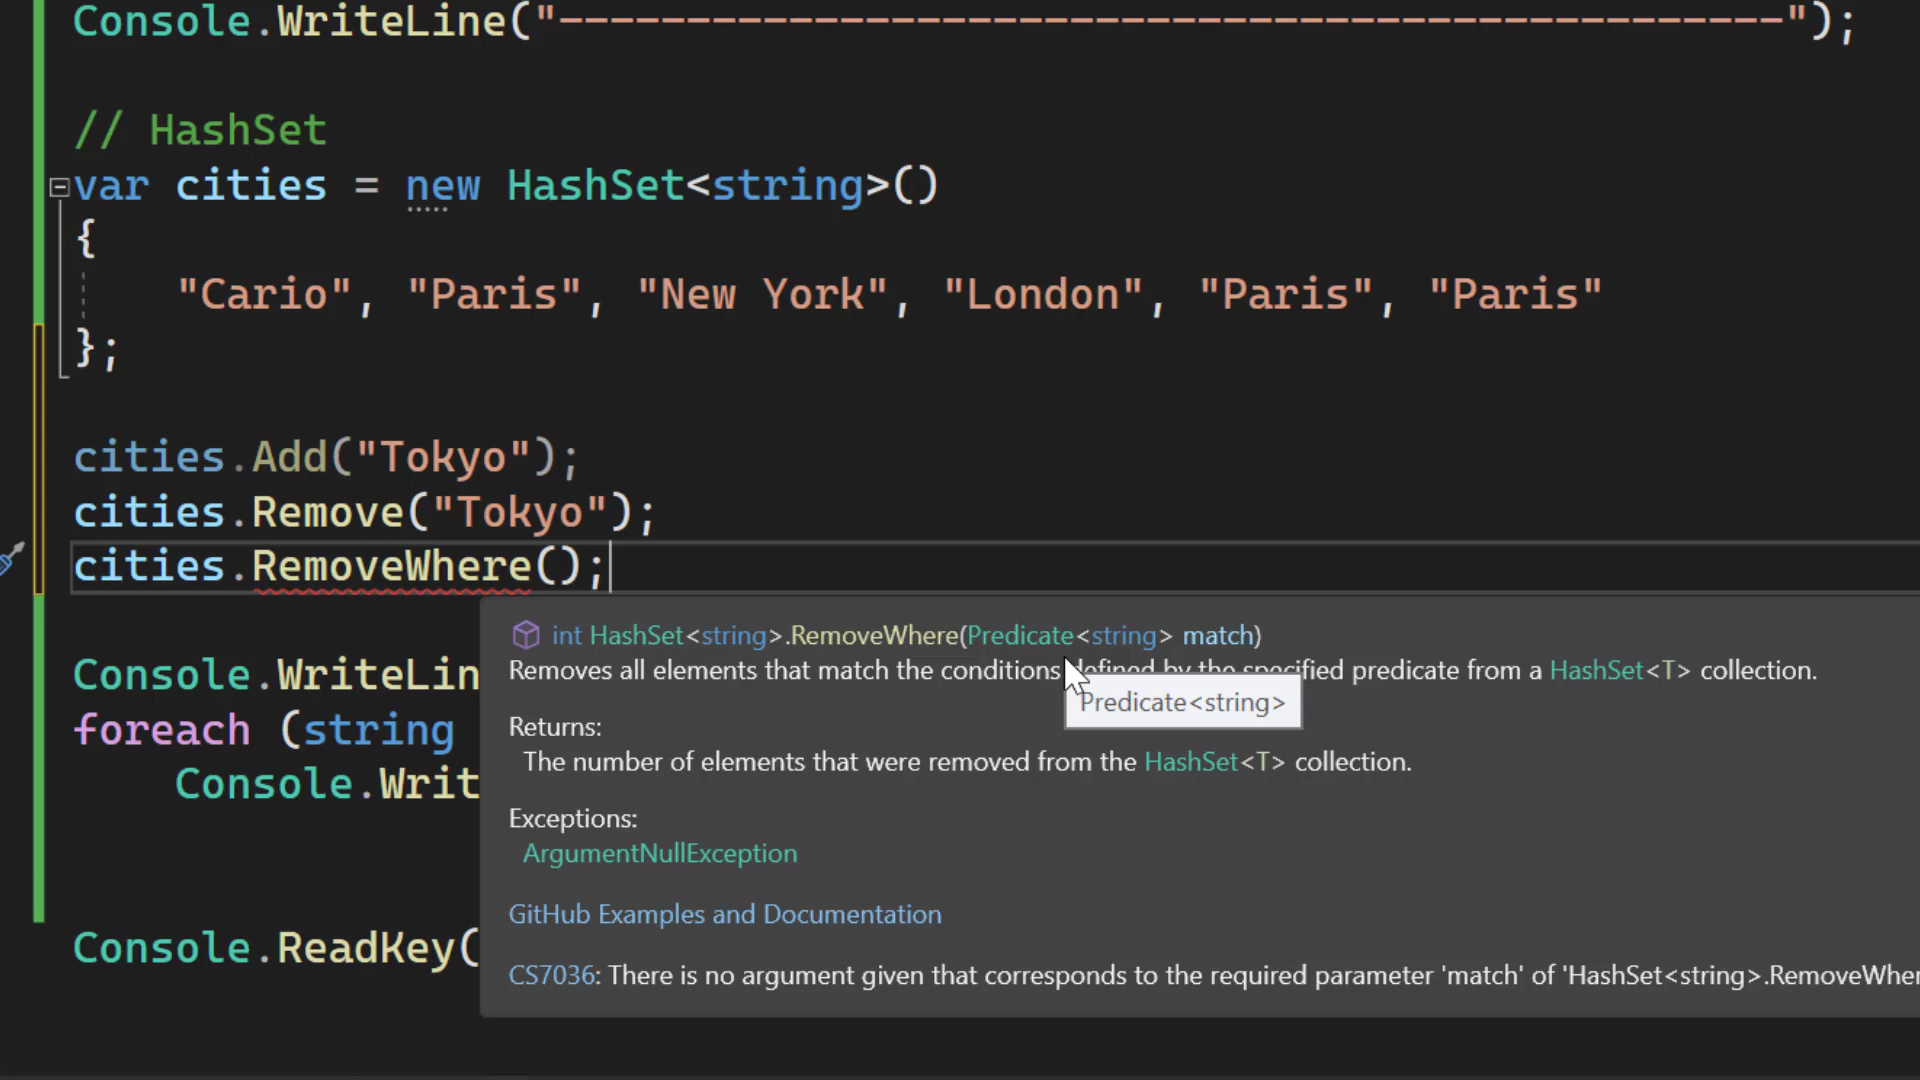 Console.WriteLine("------------------------------------------------");
// HashSet
var cities = new HashSet<string>()
{
"Cario", "Paris", "New York", "London", "Paris", "Paris"
};
cities.Add("Tokyo");
cities.Remove("Tokyo");
cities.RemoveWhere();
int HashSet<string>.RemoveWhere(Predicate<string> match)
Removes all elements that match the conditions defined by the specified predicate from a HashSet<T> collection.
Predicate<string>
Returns:
The number of elements that were removed from the HashSet<T> collection.
Exceptions:
ArgumentNullException
GitHub Examples and Documentation
CS7036: There is no argument given that corresponds to the required parameter 'match' of 'HashSet<string>.RemoveWher
Console.WriteLin
foreach (string
Console.Writ
Console.ReadKey(